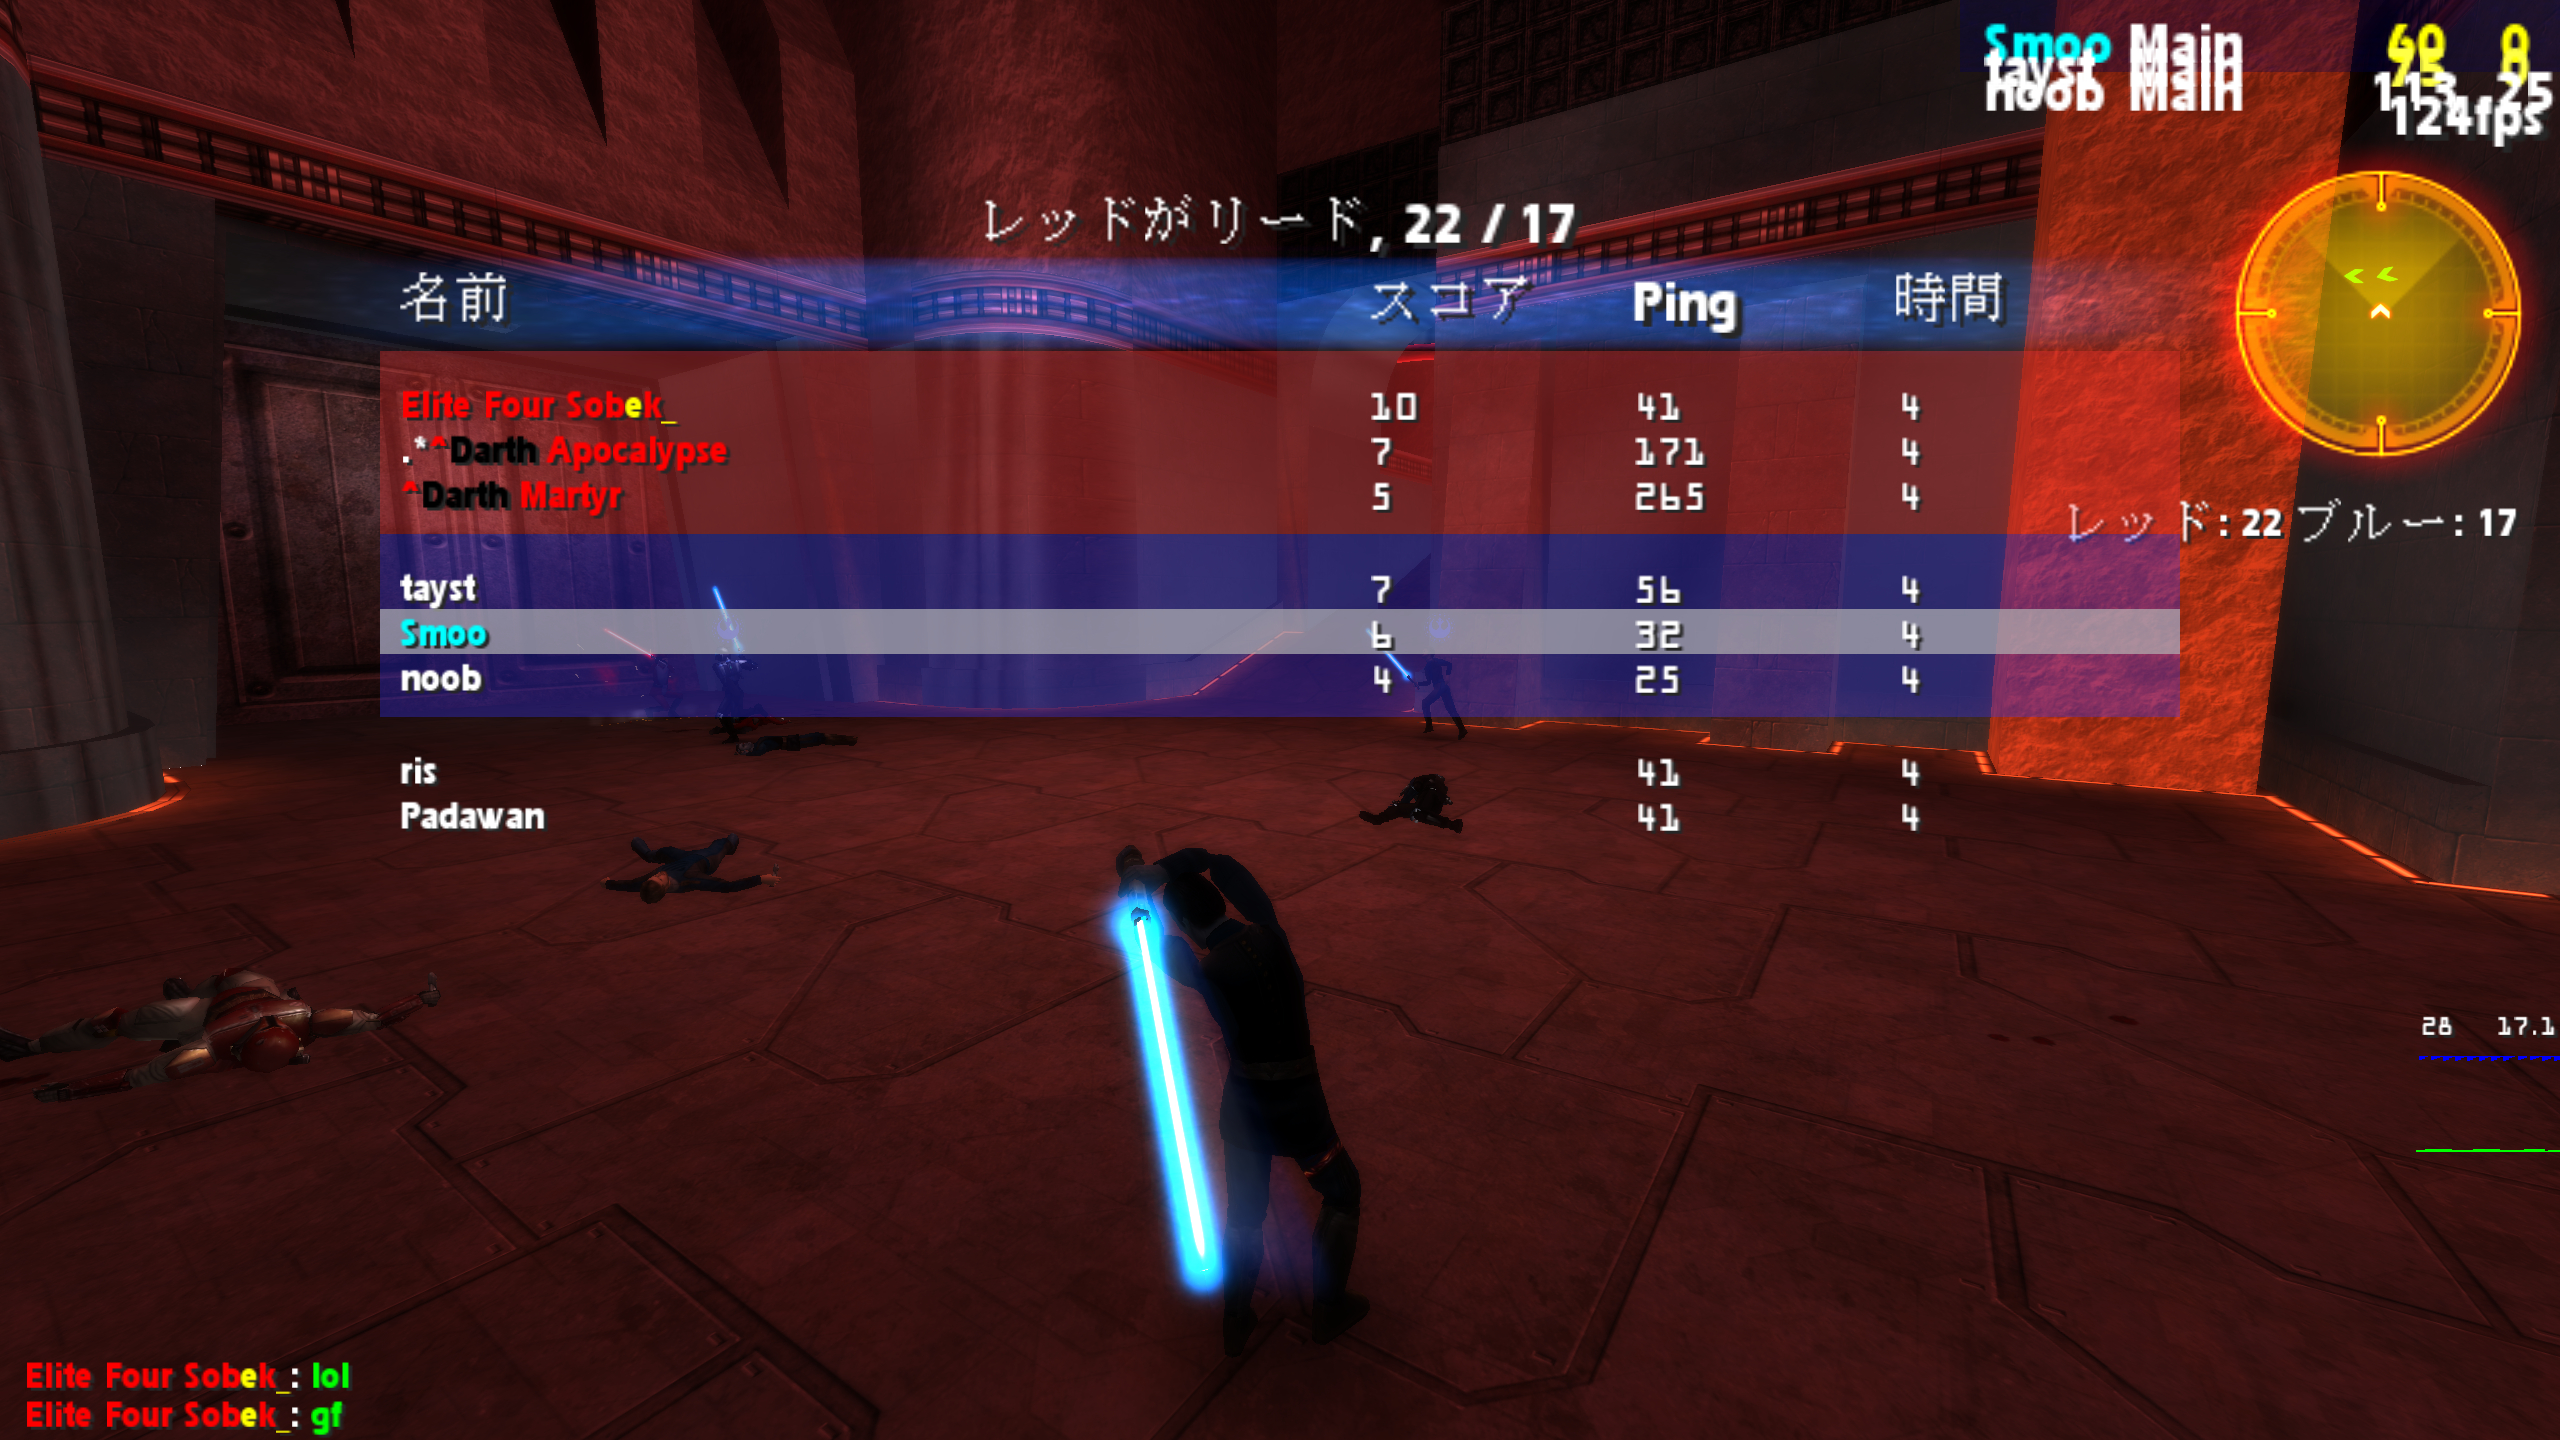 Smoo Main 60 0
tayst Main
noob Main 113 25
124fps
レッドがリード, 22 / 17
名前 スコア Ping 時間
Elite Four Sobek_ 10 41 4
.*^Darth Apocalypse 7 171 4
^Darth Martyr 5 265 4
レッド: 22 ブルー: 17
tayst 7 56 4
Smoo 6 32 4
noob 4 25 4
ris 41 4
Padawan 41 4
28 17.1
Elite Four Sobek_: lol
Elite Four Sobek_: gf